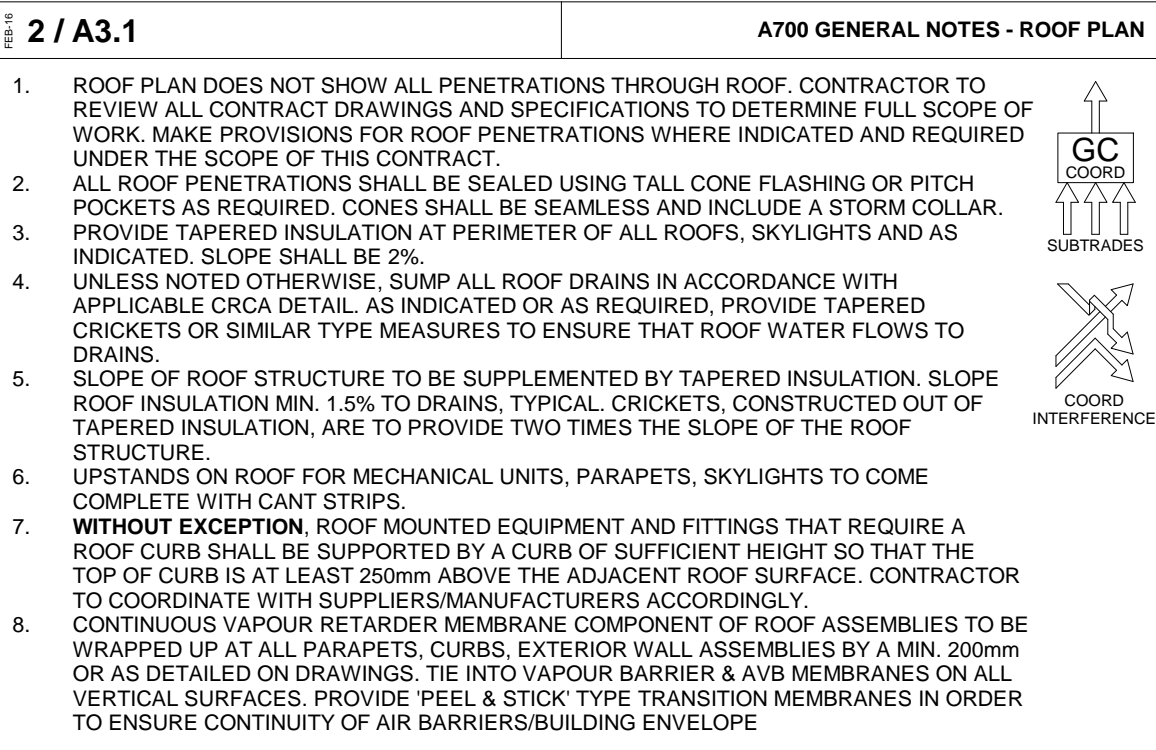 FEB-16
2 / A3.1
A700 GENERAL NOTES - ROOF PLAN
1. ROOF PLAN DOES NOT SHOW ALL PENETRATIONS THROUGH ROOF. CONTRACTOR TO
REVIEW ALL CONTRACT DRAWINGS AND SPECIFICATIONS TO DETERMINE FULL SCOPE OF
WORK. MAKE PROVISIONS FOR ROOF PENETRATIONS WHERE INDICATED AND REQUIRED
UNDER THE SCOPE OF THIS CONTRACT.
2. ALL ROOF PENETRATIONS SHALL BE SEALED USING TALL CONE FLASHING OR PITCH
POCKETS AS REQUIRED. CONES SHALL BE SEAMLESS AND INCLUDE A STORM COLLAR.
3. PROVIDE TAPERED INSULATION AT PERIMETER OF ALL ROOFS, SKYLIGHTS AND AS
INDICATED. SLOPE SHALL BE 2%.
4. UNLESS NOTED OTHERWISE, SUMP ALL ROOF DRAINS IN ACCORDANCE WITH
APPLICABLE CRCA DETAIL. AS INDICATED OR AS REQUIRED, PROVIDE TAPERED
CRICKETS OR SIMILAR TYPE MEASURES TO ENSURE THAT ROOF WATER FLOWS TO
DRAINS.
5. SLOPE OF ROOF STRUCTURE TO BE SUPPLEMENTED BY TAPERED INSULATION. SLOPE
ROOF INSULATION MIN. 1.5% TO DRAINS, TYPICAL. CRICKETS, CONSTRUCTED OUT OF
TAPERED INSULATION, ARE TO PROVIDE TWO TIMES THE SLOPE OF THE ROOF
STRUCTURE.
6. UPSTANDS ON ROOF FOR MECHANICAL UNITS, PARAPETS, SKYLIGHTS TO COME
COMPLETE WITH CANT STRIPS.
7. WITHOUT EXCEPTION, ROOF MOUNTED EQUIPMENT AND FITTINGS THAT REQUIRE A
ROOF CURB SHALL BE SUPPORTED BY A CURB OF SUFFICIENT HEIGHT SO THAT THE
TOP OF CURB IS AT LEAST 250mm ABOVE THE ADJACENT ROOF SURFACE. CONTRACTOR
TO COORDINATE WITH SUPPLIERS/MANUFACTURERS ACCORDINGLY.
8. CONTINUOUS VAPOUR RETARDER MEMBRANE COMPONENT OF ROOF ASSEMBLIES TO BE
WRAPPED UP AT ALL PARAPETS, CURBS, EXTERIOR WALL ASSEMBLIES BY A MIN. 200mm
OR AS DETAILED ON DRAWINGS. TIE INTO VAPOUR BARRIER & AVB MEMBRANES ON ALL
VERTICAL SURFACES. PROVIDE 'PEEL & STICK' TYPE TRANSITION MEMBRANES IN ORDER
TO ENSURE CONTINUITY OF AIR BARRIERS/BUILDING ENVELOPE
GC
COORD
SUBTRADES
COORD
INTERFERENCE